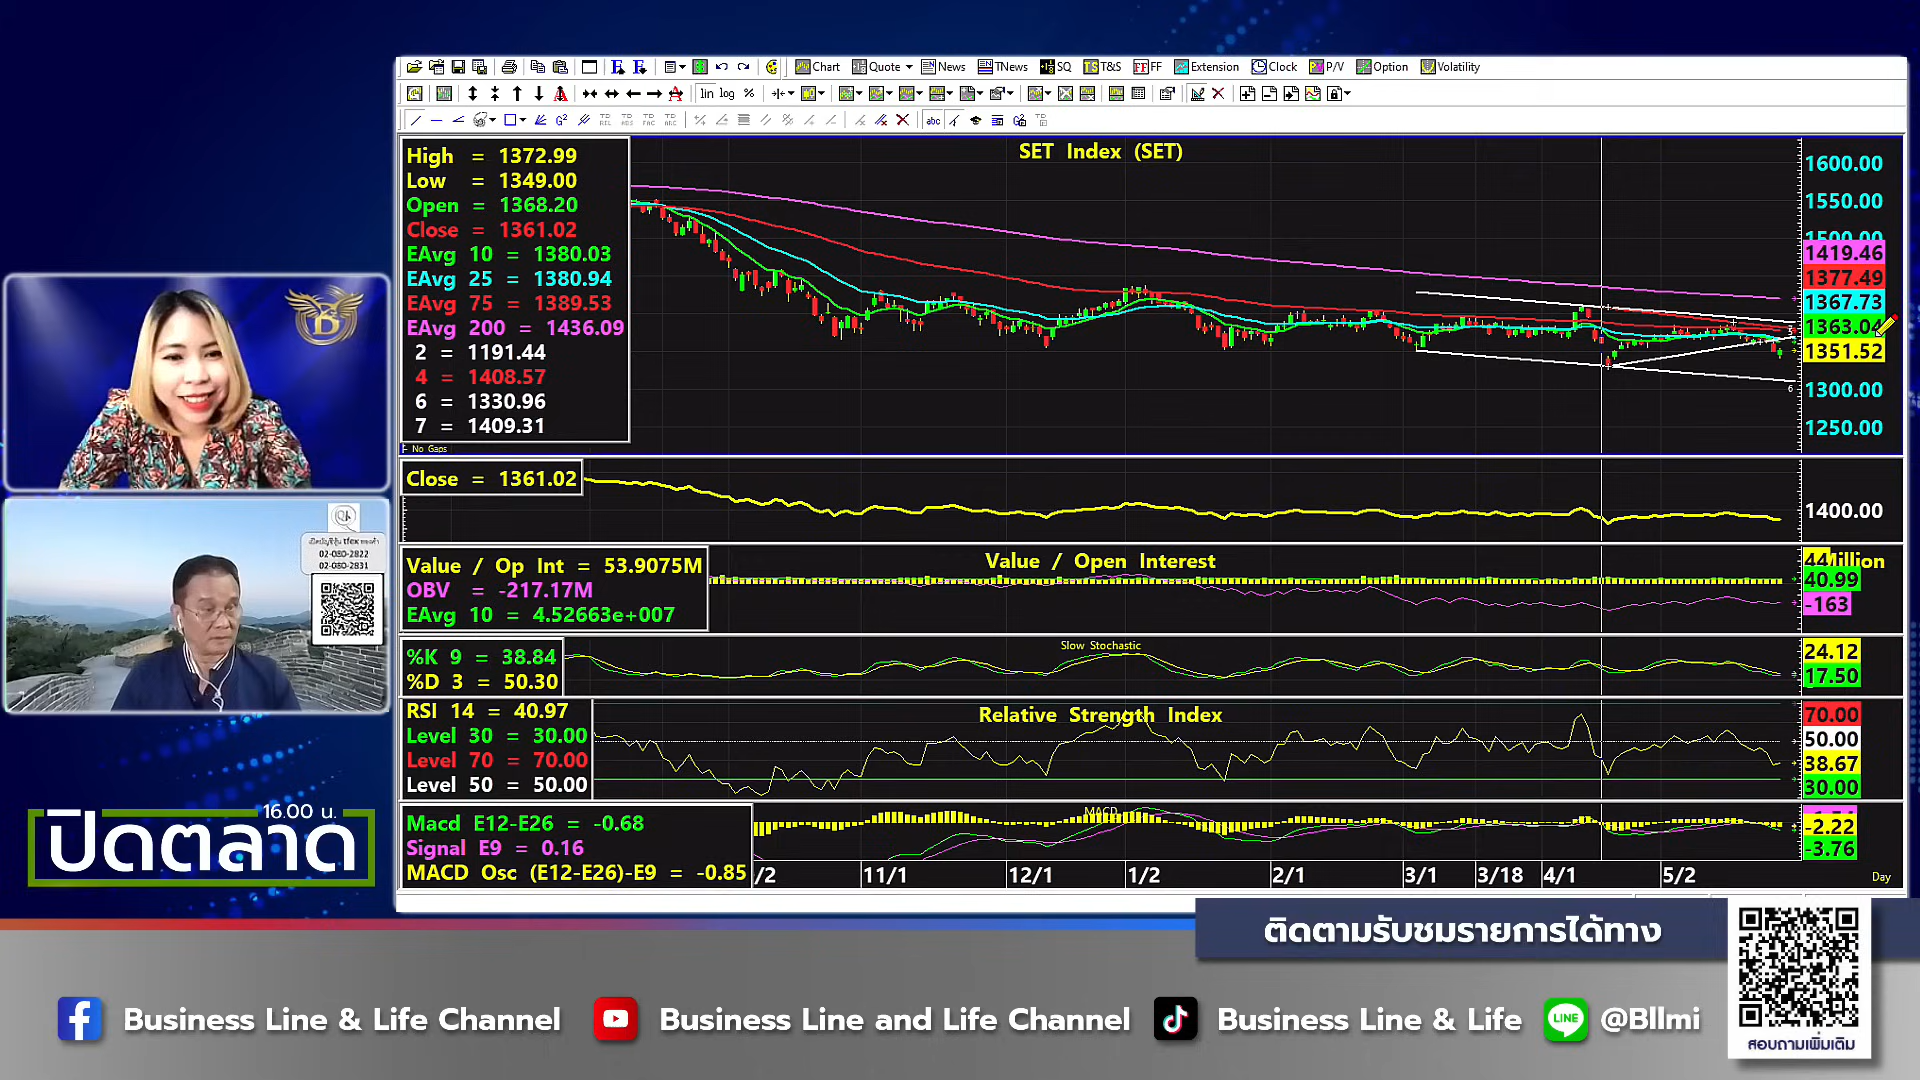 Chart Quote News TNews SQ T&S FF Extension Clock P/V Option Volatility
lin log %
abc
SET Index (SET)
High = 1372.99
Low = 1349.00
Open = 1368.20
Close = 1361.02
EAvg 10 = 1380.03
EAvg 25 = 1380.94
EAvg 75 = 1389.53
EAvg 200 = 1436.09
2 = 1191.44
4 = 1408.57
6 = 1330.96
7 = 1409.31
No Gaps
1600.00
1550.00
1500.00
1419.46
1377.49
1367.73
1363.04
1351.52
1300.00
1250.00
6
Close = 1361.02
1400.00
Value / Op Int = 53.9075M
OBV = -217.17M
EAvg 10 = 4.52663e+007
Value / Open Interest
40.99
-163
%K 9 = 38.84
%D 3 = 50.30
Slow Stochastic
24.12
17.50
RSI 14 = 40.97
Level 30 = 30.00
Level 70 = 70.00
Level 50 = 50.00
Relative Strength Index
70.00
50.00
38.67
30.00
Macd E12-E26 = -0.68
Signal E9 = 0.16
MACD Osc (E12-E26)-E9 = -0.85
MACD
-2.22
-3.76
/2 11/1 12/1 1/2 2/1 3/1 3/18 4/1 5/2 Day
02-080-2822
02-080-2831
16.00 น.
ปิดตลาด
ติดตามรับชมรายการได้ทาง
Business Line & Life Channel
Business Line and Life Channel
Business Line & Life
LINE
@Bllmi
สอบถามเพิ่มเติม